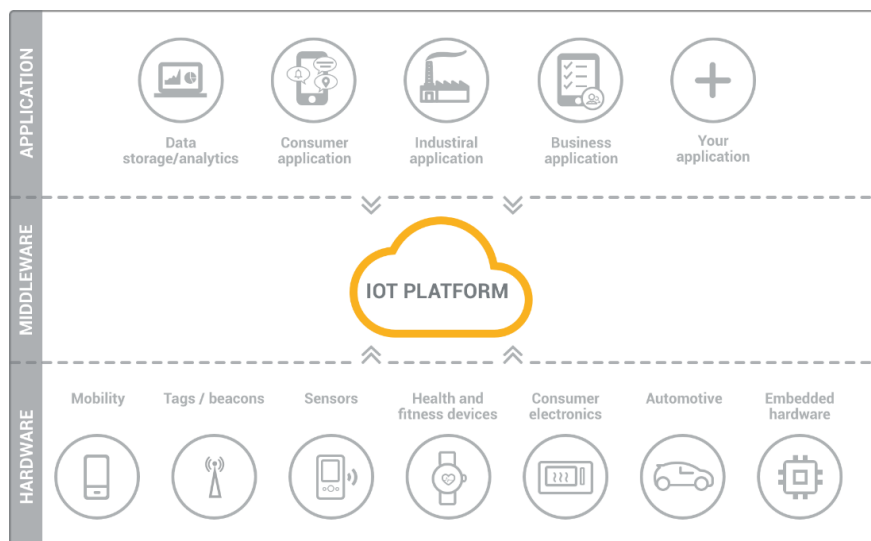 APPLICATION
Data
storage/analytics
Consumer
application
Industiral
application
Business
application
Your
application
MIDDLEWARE
IOT PLATFORM
HARDWARE
Mobility
Tags / beacons
Sensors
Health and
fitness devices
Consumer
electronics
Automotive
Embedded
hardware